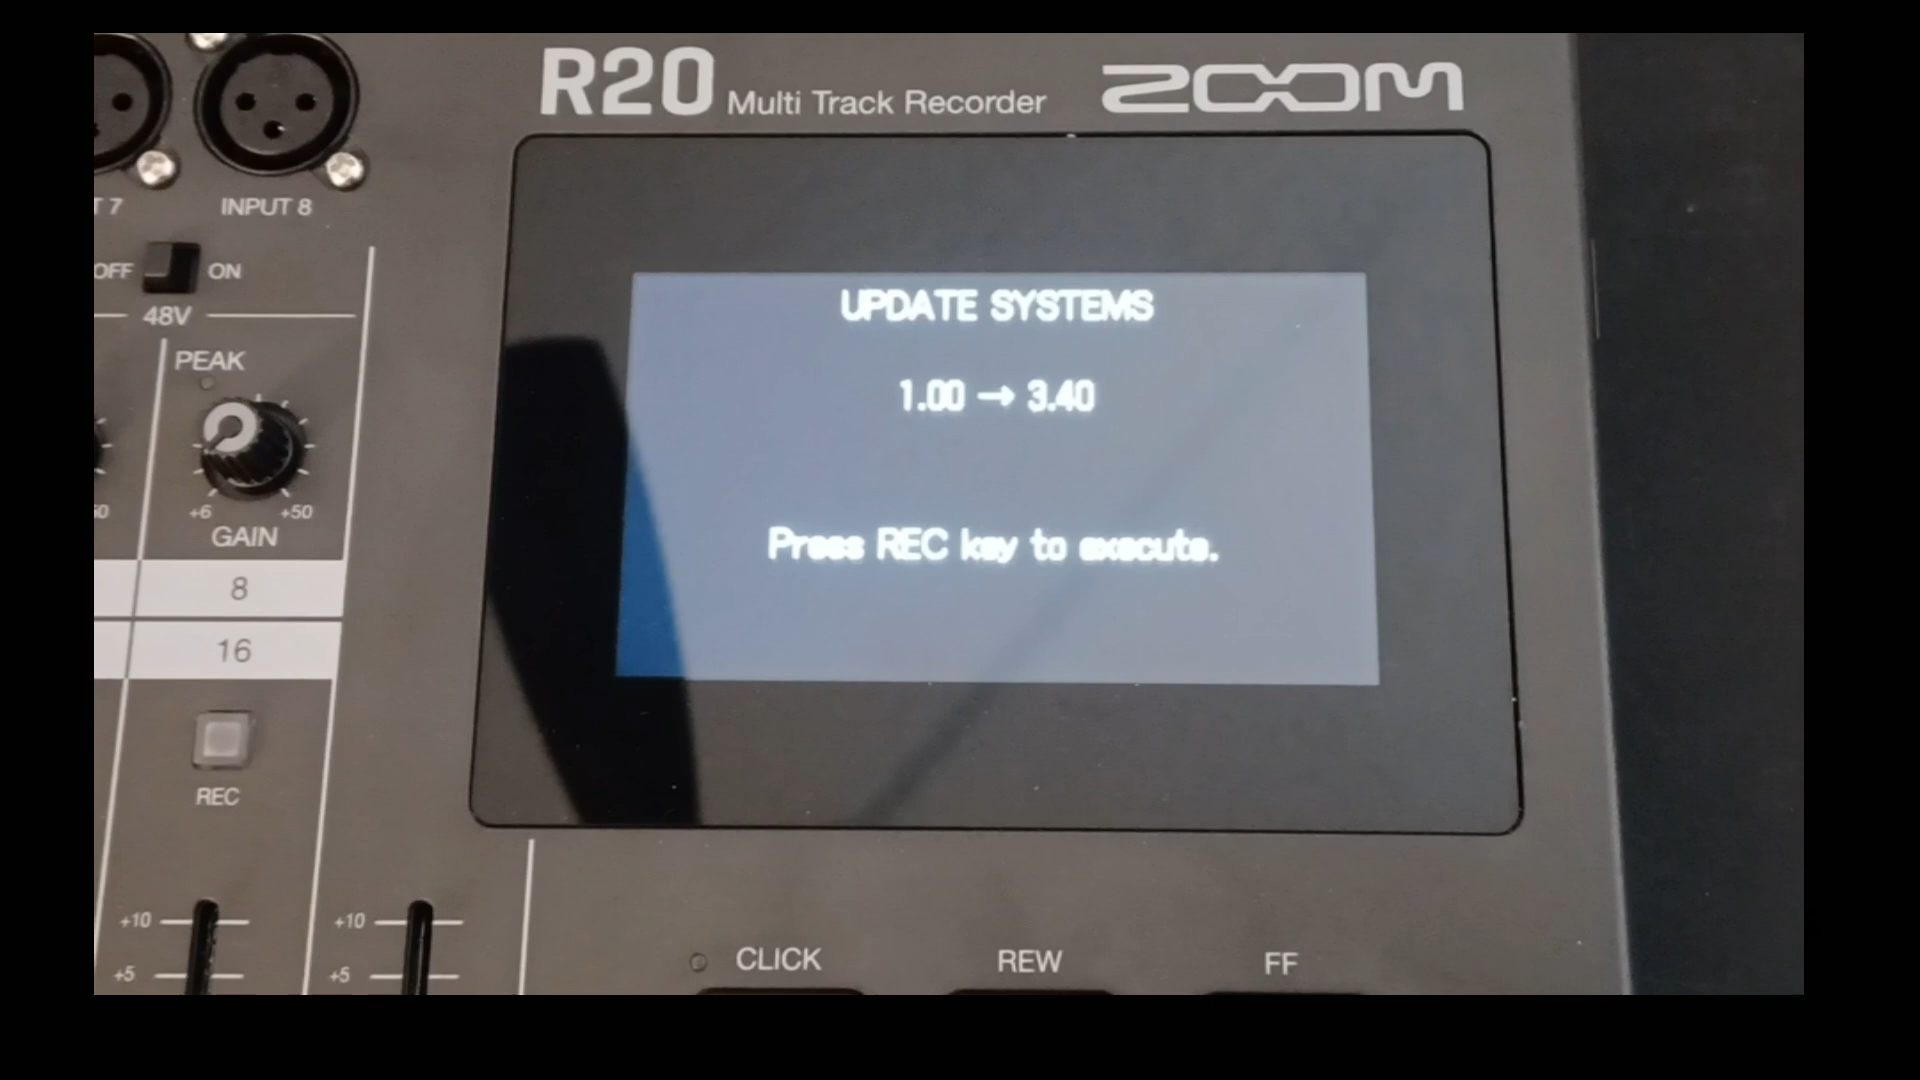 R20 Multi Track Recorder ZOOM
T 7 INPUT 8
OFF ON
48V
PEAK
+6 +50
GAIN
8
16
REC
UPDATE SYSTEMS
1.00 → 3.40
Press REC key to execute.
+10 +10
+5 +5
CLICK REW FF